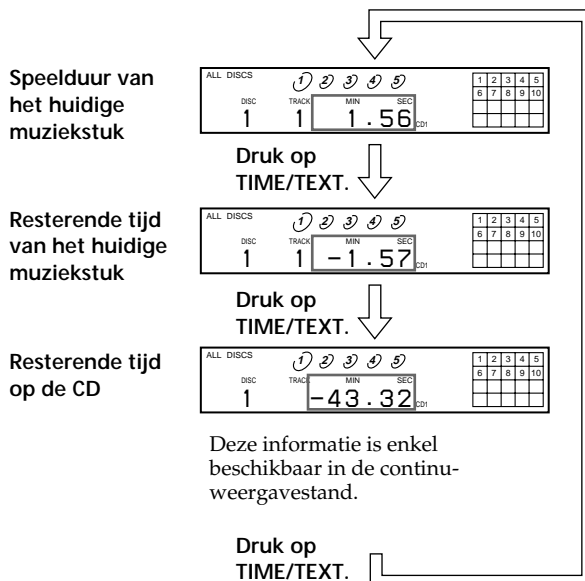 Speelduur van
het huidige
muziekstuk
ALL DISCS
1 2 3 4 5
DISC TRACK MIN SEC
1 1 1.56 CD1
1 2 3 4 5
6 7 8 9 10
Druk op
TIME/TEXT.
Resterende tijd
van het huidige
muziekstuk
ALL DISCS
1 2 3 4 5
DISC TRACK MIN SEC
1 1 -1.57 CD1
1 2 3 4 5
6 7 8 9 10
Druk op
TIME/TEXT.
Resterende tijd
op de CD
ALL DISCS
1 2 3 4 5
DISC TRACK MIN SEC
1 -43.32 CD1
1 2 3 4 5
6 7 8 9 10
Deze informatie is enkel
beschikbaar in de continu-
weergavestand.
Druk op
TIME/TEXT.